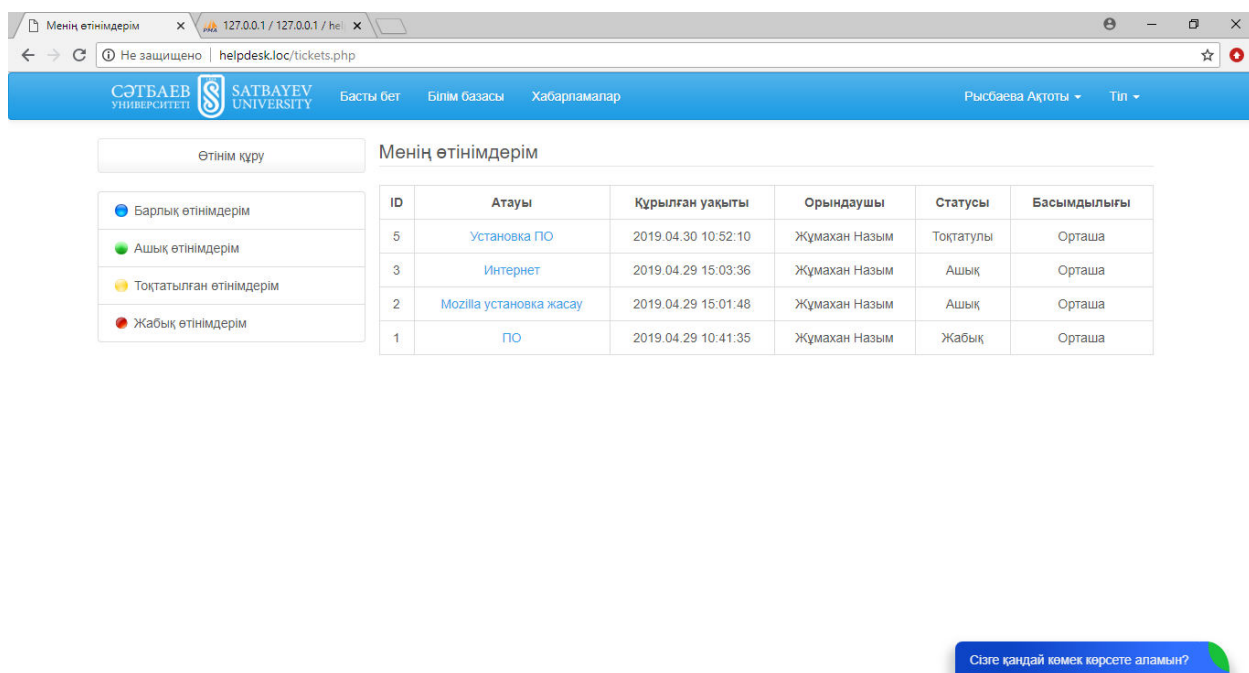 Менің өтінімдерім
127.0.0.1 / 127.0.0.1 / hel
Не защищено | helpdesk.loc/tickets.php
СӘТБАЕВ УНИВЕРСИТЕТІ SATBAYEV UNIVERSITY Басты бет Білім базасы Хабарламалар Рысбаева Ақтоты Тіл
Өтінім құру
Барлық өтінімдерім
Ашық өтінімдерім
Тоқтатылған өтінімдерім
Жабық өтінімдерім
Менің өтінімдерім
ID Атауы Құрылған уақыты Орындаушы Статусы Басымдылығы
5 Установка ПО 2019.04.30 10:52:10 Жұмахан Назым Тоқтатулы Орташа
3 Интернет 2019.04.29 15:03:36 Жұмахан Назым Ашық Орташа
2 Mozilla установка жасау 2019.04.29 15:01:48 Жұмахан Назым Ашық Орташа
1 ПО 2019.04.29 10:41:35 Жұмахан Назым Жабық Орташа
Сізге қандай көмек көрсете аламын?